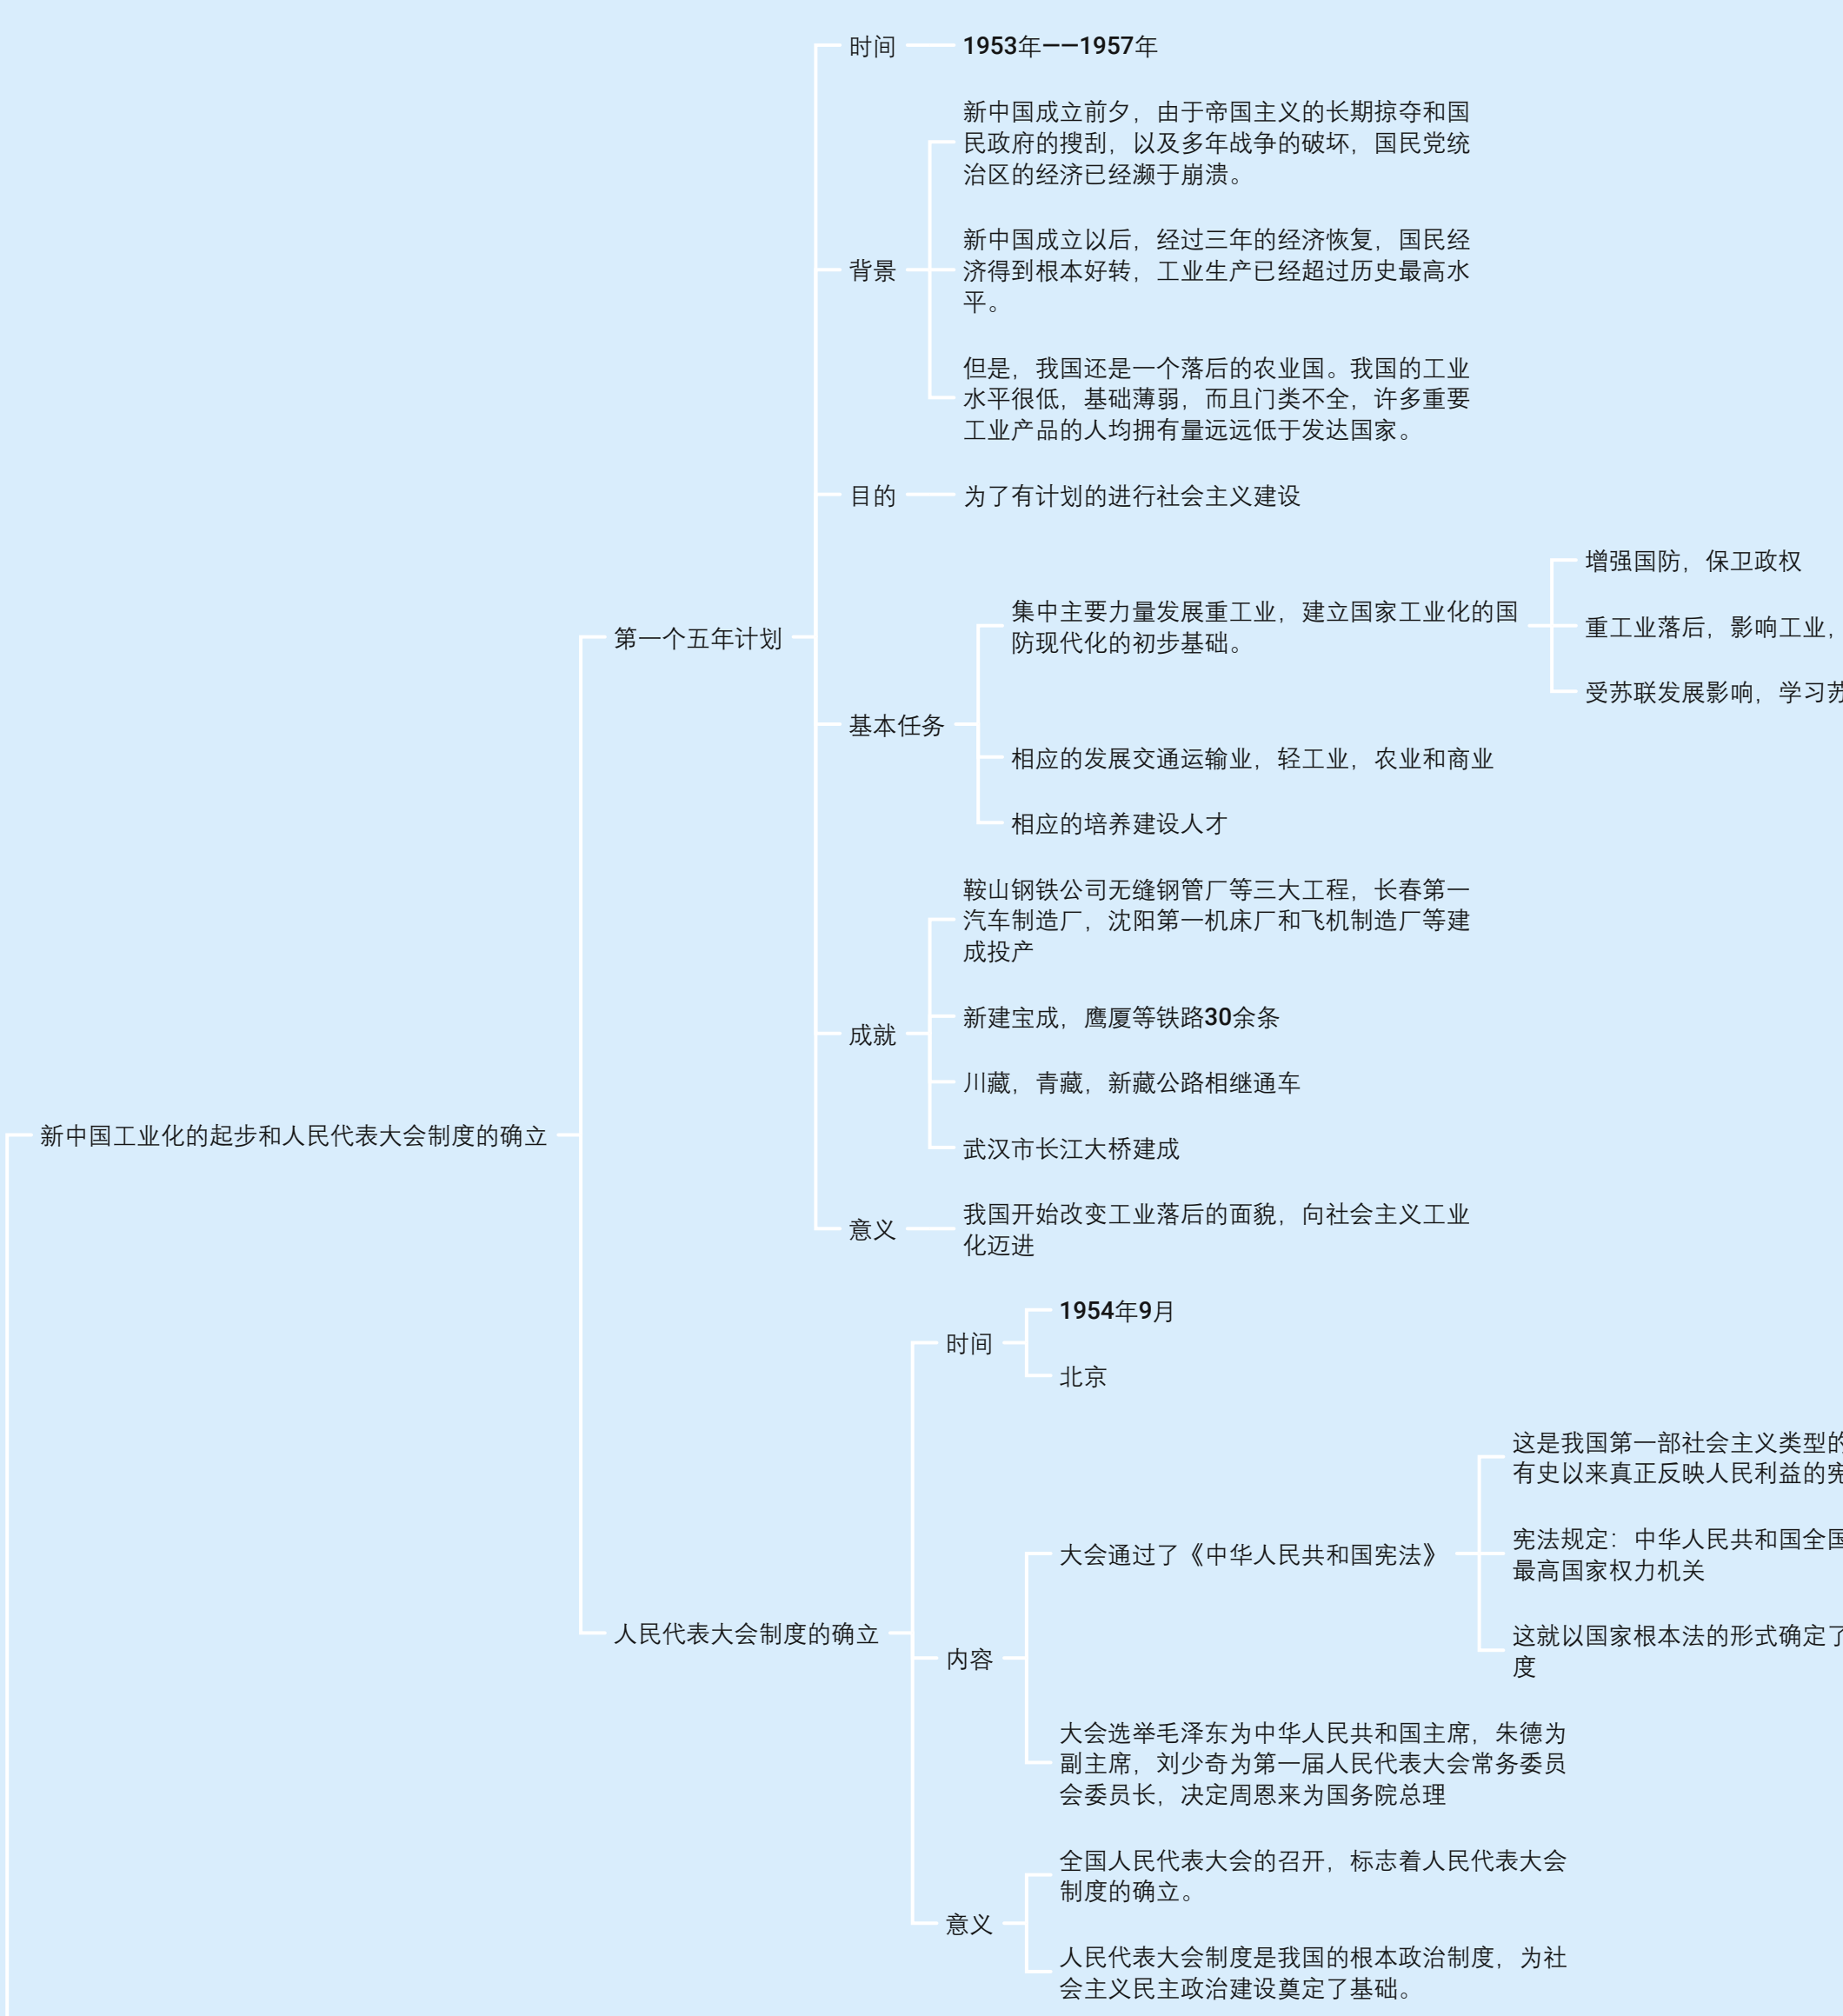 时间
1953年——1957年
新中国成立前夕，由于帝国主义的长期掠夺和国
民政府的搜刮，以及多年战争的破坏，国民党统
治区的经济已经濒于崩溃。
背景
新中国成立以后，经过三年的经济恢复，国民经
济得到根本好转，工业生产已经超过历史最高水
平。
但是，我国还是一个落后的农业国。我国的工业
水平很低，基础薄弱，而且门类不全，许多重要
工业产品的人均拥有量远远低于发达国家。
目的
为了有计划的进行社会主义建设
第一个五年计划
基本任务
集中主要力量发展重工业，建立国家工业化的国
防现代化的初步基础。
增强国防，保卫政权
重工业落后，影响工业，
受苏联发展影响，学习苏
相应的发展交通运输业，轻工业，农业和商业
相应的培养建设人才
成就
鞍山钢铁公司无缝钢管厂等三大工程，长春第一
汽车制造厂，沈阳第一机床厂和飞机制造厂等建
成投产
新建宝成，鹰厦等铁路30余条
川藏，青藏，新藏公路相继通车
武汉市长江大桥建成
意义
我国开始改变工业落后的面貌，向社会主义工业
化迈进
新中国工业化的起步和人民代表大会制度的确立
人民代表大会制度的确立
时间
1954年9月
北京
内容
大会通过了《中华人民共和国宪法》
这是我国第一部社会主义类型的
有史以来真正反映人民利益的宪
宪法规定：中华人民共和国全国
最高国家权力机关
这就以国家根本法的形式确定了
度
大会选举毛泽东为中华人民共和国主席，朱德为
副主席，刘少奇为第一届人民代表大会常务委员
会委员长，决定周恩来为国务院总理
意义
全国人民代表大会的召开，标志着人民代表大会
制度的确立。
人民代表大会制度是我国的根本政治制度，为社
会主义民主政治建设奠定了基础。